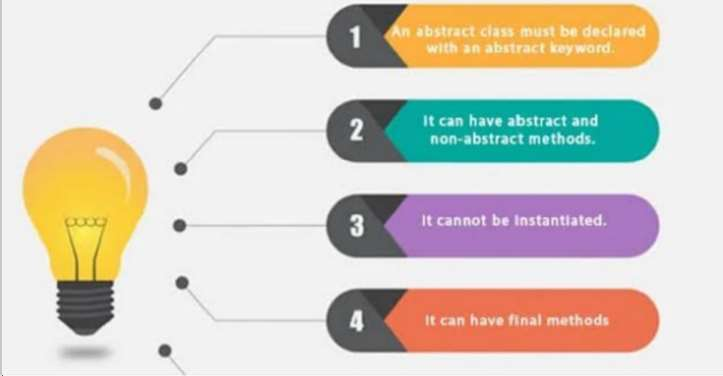 1
An abstract class must be declared
with an abstract keyword.
2
It can have abstract and
non-abstract methods.
3
It cannot be instantiated.
4
It can have final methods